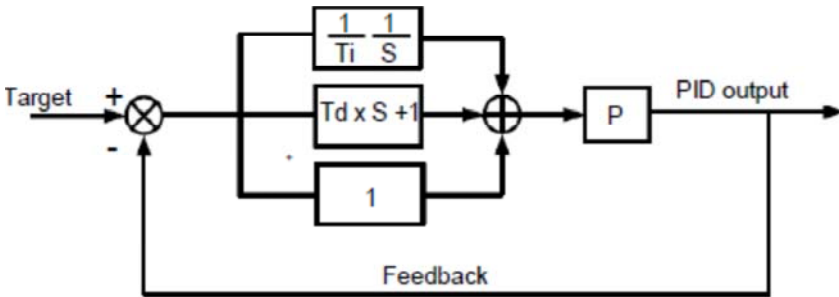 1 1
Ti S
Target
+
-
Td x S +1
P
PID output
1
Feedback